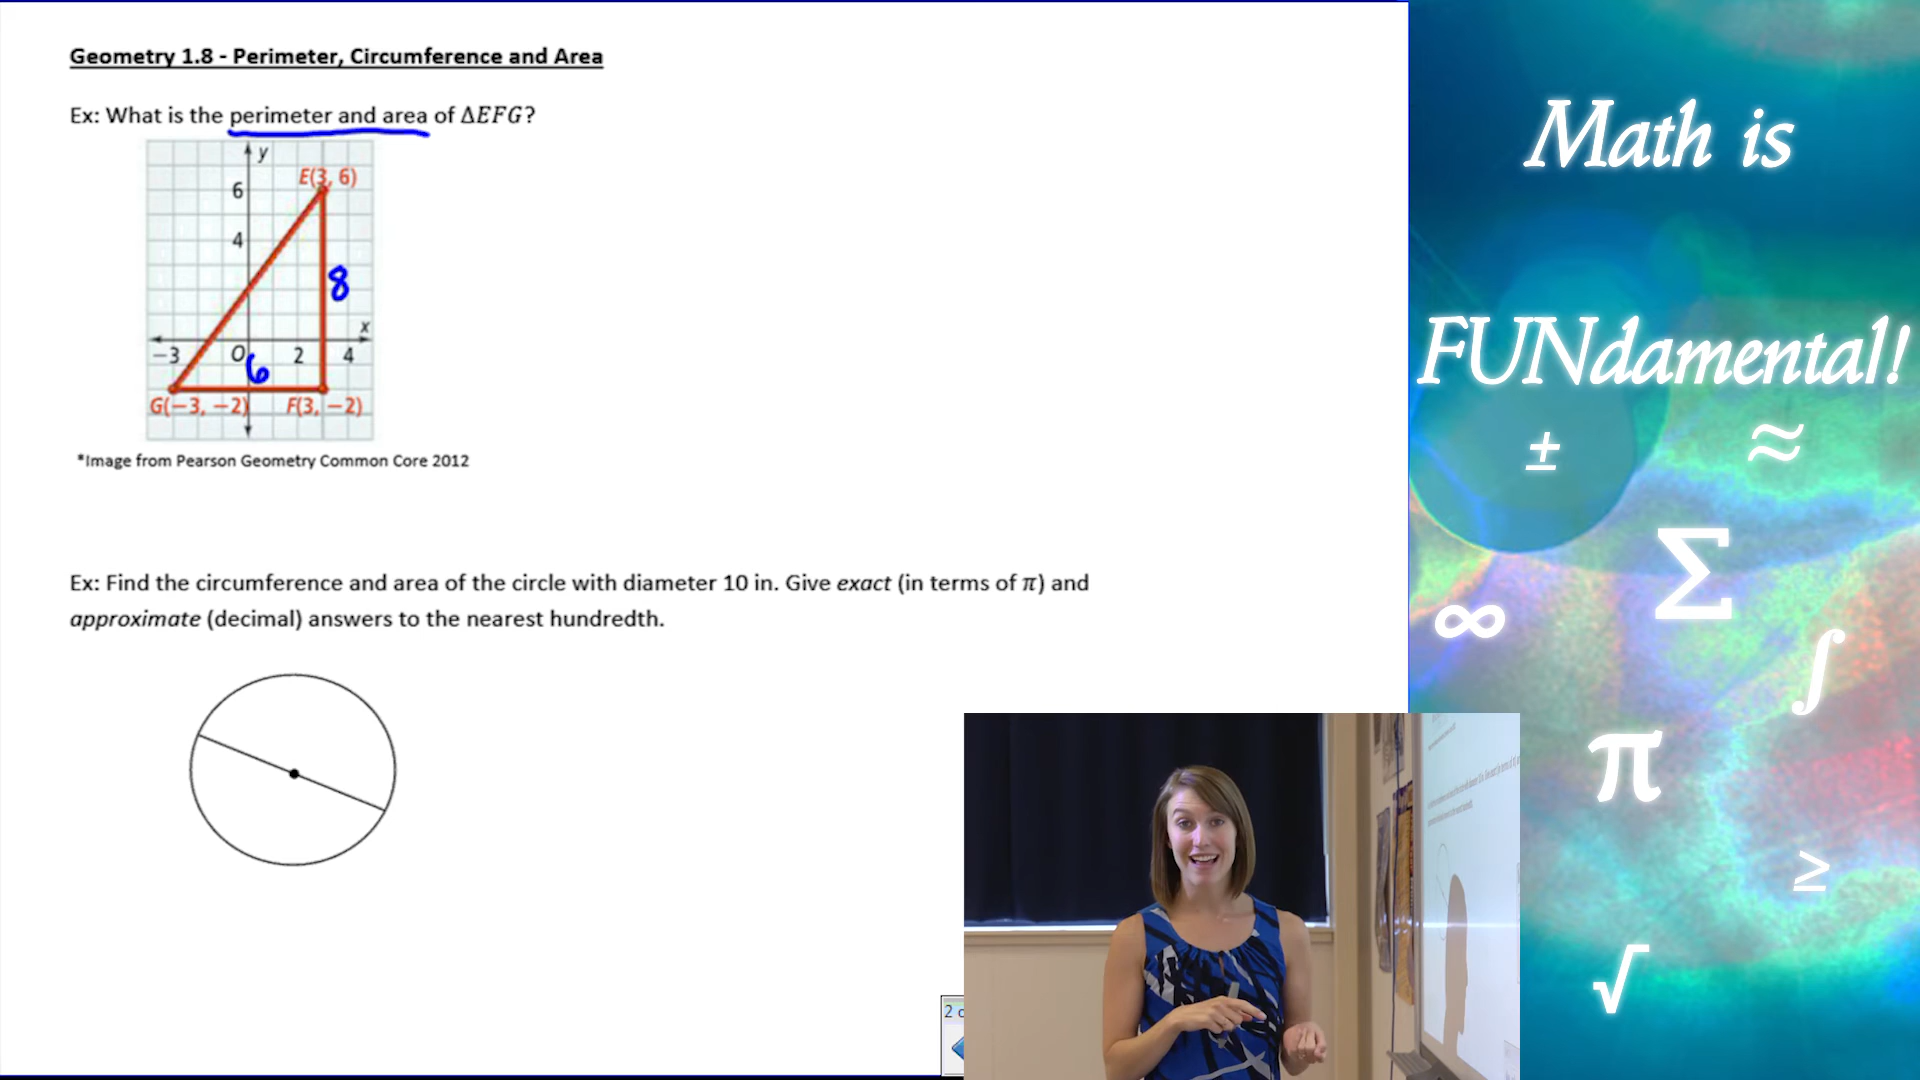 Geometry 1.8 - Perimeter, Circumference and Area
Ex: What is the perimeter and area of ΔEFG?
y
E(3, 6)
6
4
8
x
−3
O
2
4
6
G(−3, −2)
F(3, −2)
*Image from Pearson Geometry Common Core 2012
Ex: Find the circumference and area of the circle with diameter 10 in. Give exact (in terms of π) and
approximate (decimal) answers to the nearest hundredth.
Math is
FUNdamental!
±
≈
Σ
∞
∫
π
≥
√
2